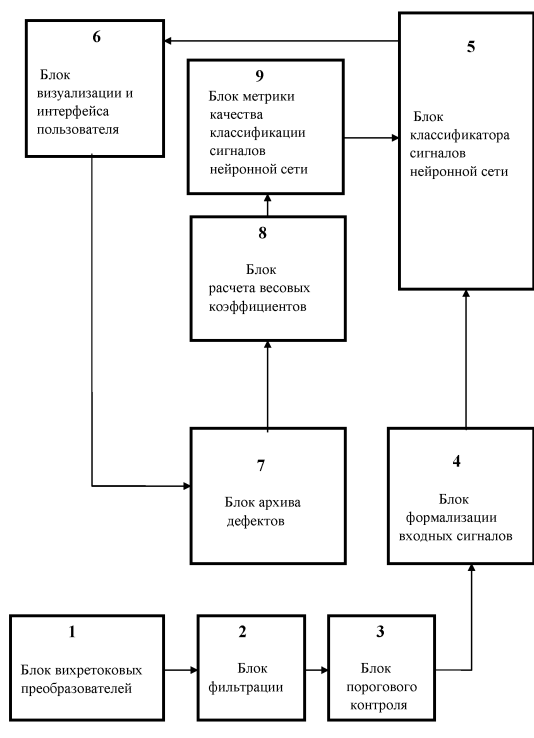 6
Блок
визуализации и
интерфейса
пользователя
9
Блок метрики
качества
классификации
сигналов
нейронной сети
5
Блок
классификатора
сигналов
нейронной сети
8
Блок
расчета весовых
коэффициентов
7
Блок архива
дефектов
4
Блок
формализации
входных сигналов
1
Блок вихретоковых
преобразователей
2
Блок
фильтрации
3
Блок
порогового
контроля